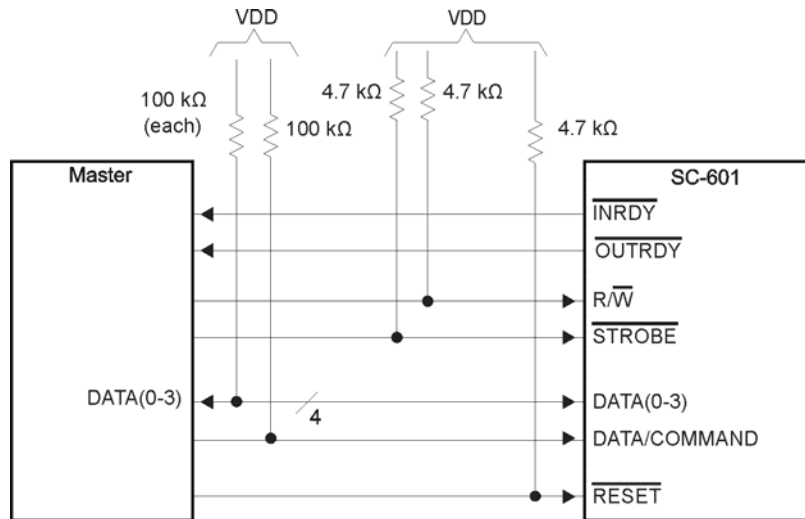 VDD
VDD
100 kΩ
(each)
100 kΩ
4.7 kΩ
4.7 kΩ
4.7 kΩ
Master
SC-601
INRDY
OUTRDY
R/W
STROBE
DATA(0-3)
4
DATA(0-3)
DATA/COMMAND
RESET